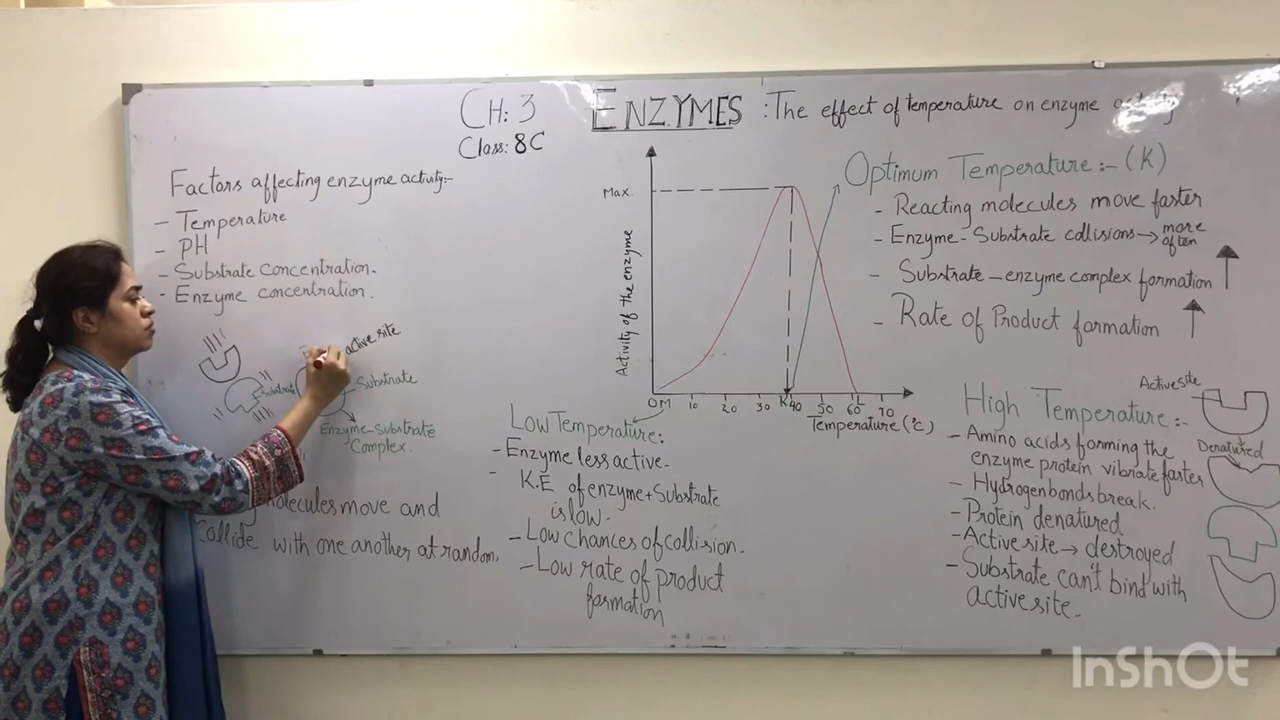 CH: 3
Class: 8C
ENZYMES : The effect of temperature on enzyme
Factors affecting enzyme activity:-
- Temperature
- PH
- Substrate Concentration.
- Enzyme concentration.
active site
Substrate
Enzyme-Substrate
Complex.
molecules move and
Collide with one another at random.
Max.
Activity of the enzyme
O M 10 20 30 K 40 50 60 L 70
Temperature (°C)
Low Temperature:
- Enzyme less active.
- K.E of enzyme + Substrate
is low.
- Low chances of collision.
- Low rate of product
formation
Optimum Temperature:- (K)
- Reacting molecules move faster
- Enzyme-Substrate collisions → more
often
- Substrate-enzyme complex formation
- Rate of Product formation
High Temperature:-
- Amino acids forming the
enzyme protein vibrate faster
- Hydrogen bonds break.
- Protein denatured
- Active site → destroyed
- Substrate can't bind with
active site.
Active site
Denatured
InShOt